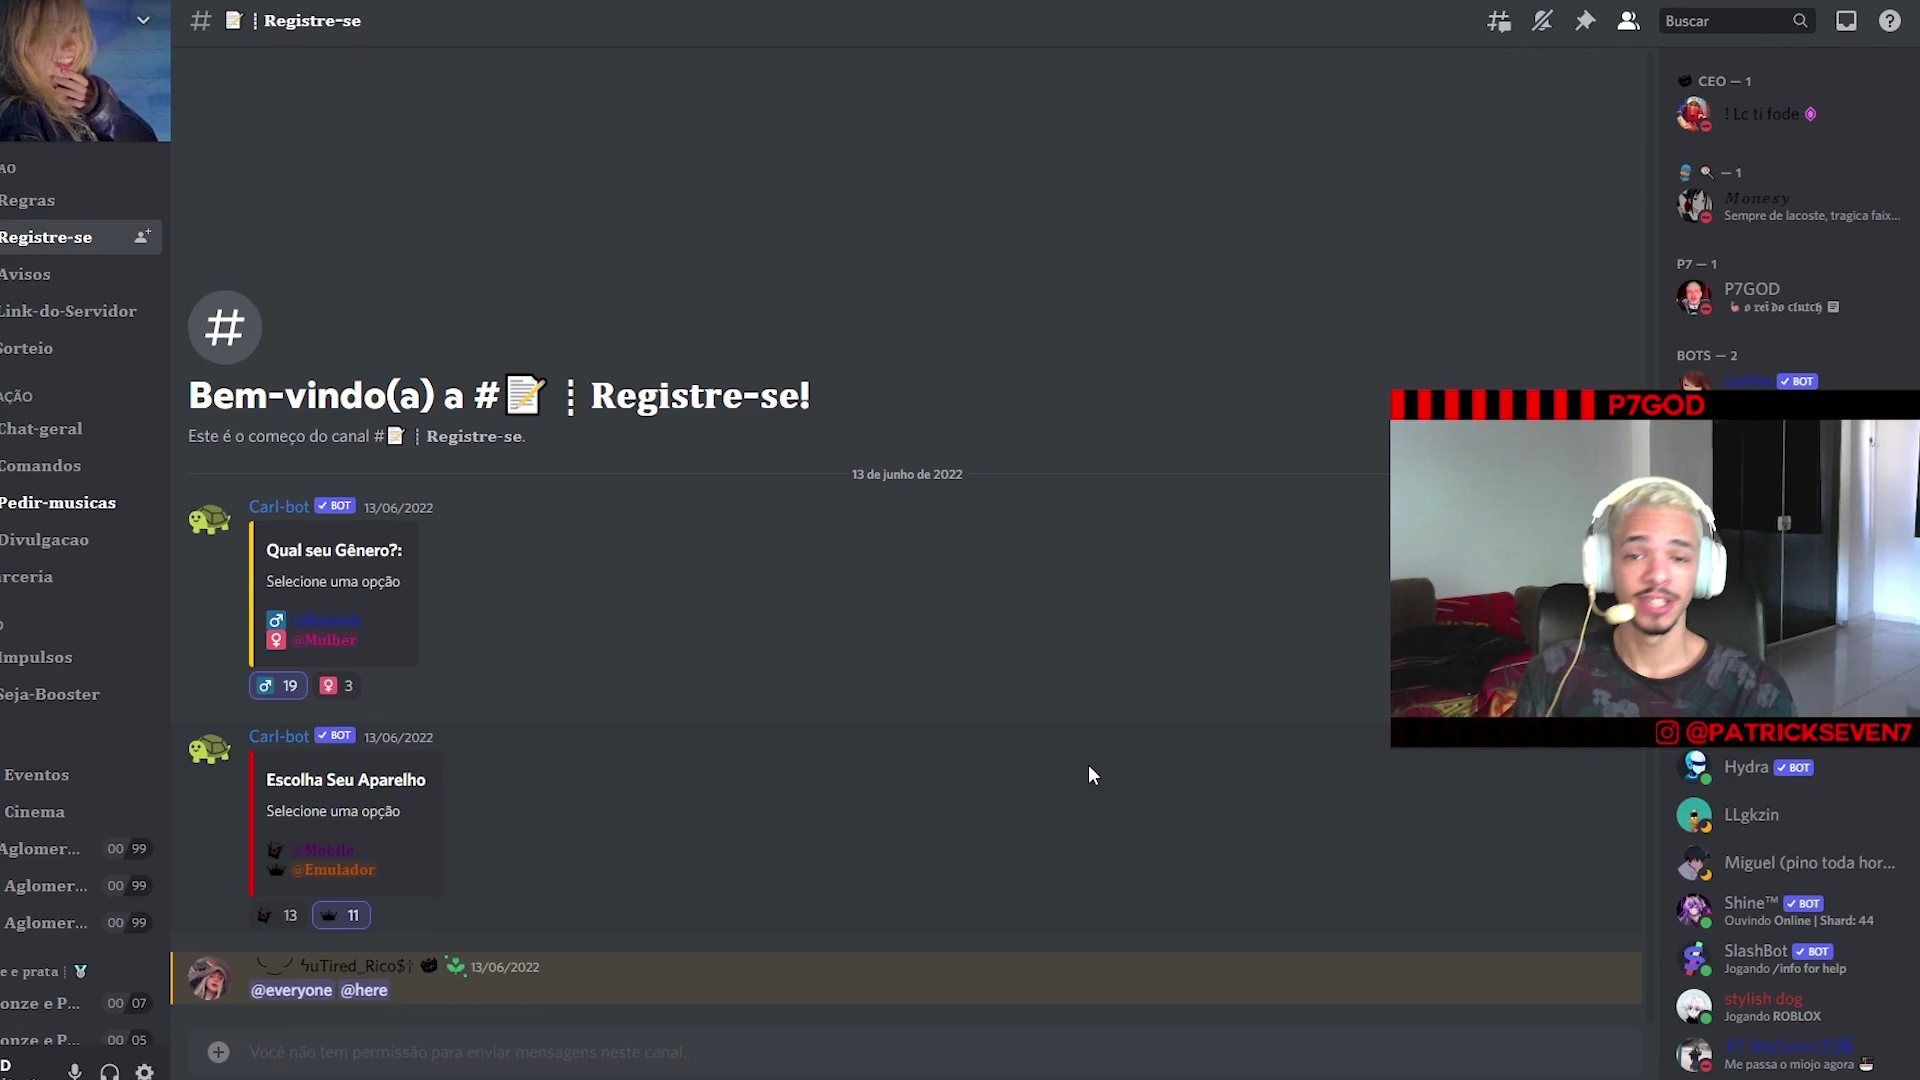 Registre-se
Buscar
AO
Regras
Registre-se
Avisos
Link-do-Servidor
Sorteio
AÇÃO
Chat-geral
Comandos
Pedir-musicas
Divulgacao
arceria
Impulsos
Seja-Booster
Eventos
Cinema
Aglomer... 00 99
Aglomer... 00 99
Aglomer... 00 99
e e prata
onze e P... 00 07
onze e P... 00 05
D
Bem-vindo(a) a # Registre-se!
Este é o começo do canal # Registre-se.
13 de junho de 2022
Carl-bot BOT 13/06/2022
Qual seu Gênero?:
Selecione uma opção
@Mulher
19 3
Carl-bot BOT 13/06/2022
Escolha Seu Aparelho
Selecione uma opção
@Mobile
@Emulador
13 11
uTired_Rico$† 13/06/2022
@everyone @here
Você não tem permissão para enviar mensagens neste canal.
CEO — 1
! Lc ti fode
— 1
Monesy
Sempre de lacoste, tragica faix...
P7 — 1
P7GOD
o rei do clutch
BOTS — 2
BOT
P7GOD
@PATRICKSEVEN7
Hydra BOT
LLgkzin
Miguel (pino toda hor...
Shine™ BOT
Ouvindo Online | Shard: 44
SlashBot BOT
Jogando /info for help
stylish dog
Jogando ROBLOX
Me passa o miojo agora